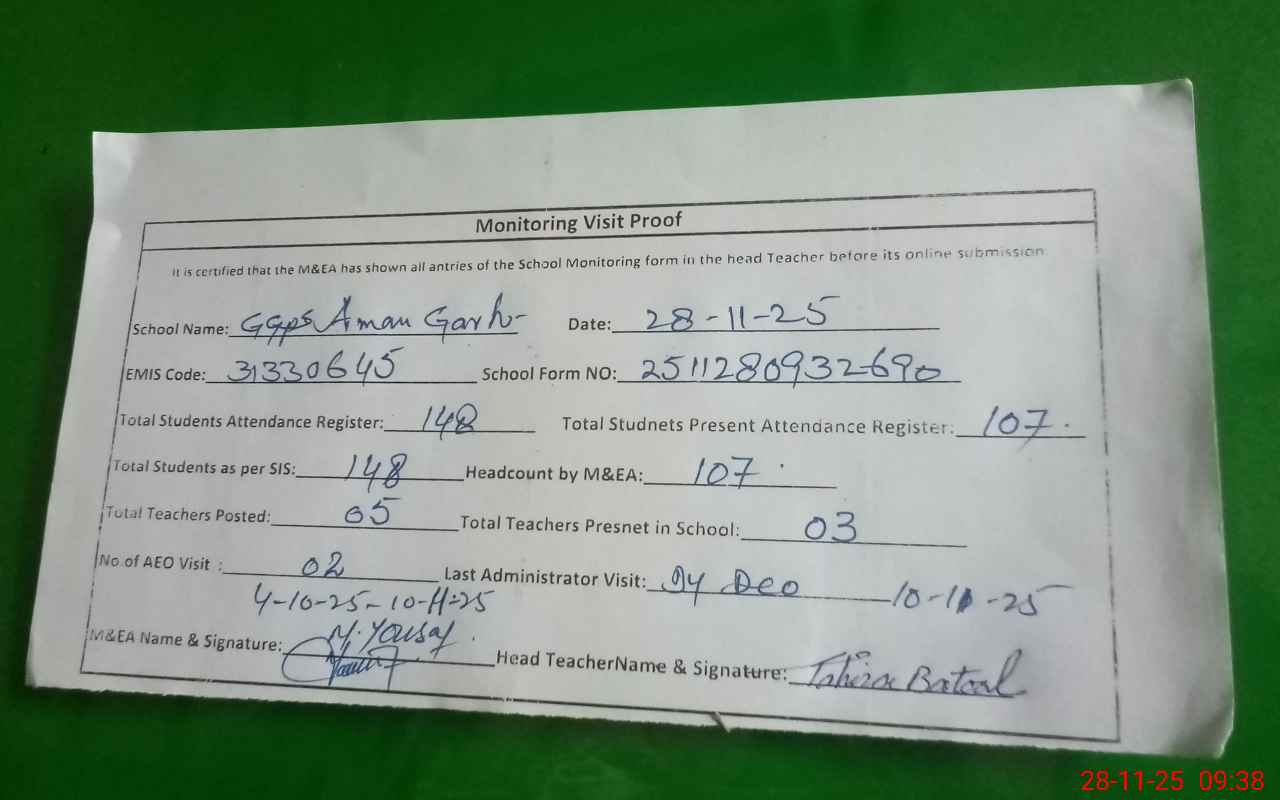 Monitoring Visit Proof
It is certified that the M&EA has shown all antries of the School Monitoring form in the head Teacher before its online submission.
School Name: GGPS Aman Garh- Date: 28-11-25
EMIS Code: 31330645 School Form NO: 2511280932690
Total Students Attendance Register: 148 Total Studnets Present Attendance Register: 107.
Total Students as per SIS: 148 Headcount by M&EA: 107
Total Teachers Posted: 05 Total Teachers Presnet in School: 03
No.of AEO Visit : 02 Last Administrator Visit: Dy Deo 10-11-25
4-10-25-10-11-25
M&EA Name & Signature: M. Yousaf. Head TeacherName & Signature: Tahira Batool
28-11-25 09:38